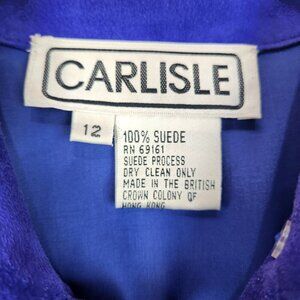 CARLISLE
12
100% SUEDE
RN 69161
SUEDE PROCESS
DRY CLEAN ONLY
MADE IN THE BRITISH
CROWN COLONY OF
HONG KONG